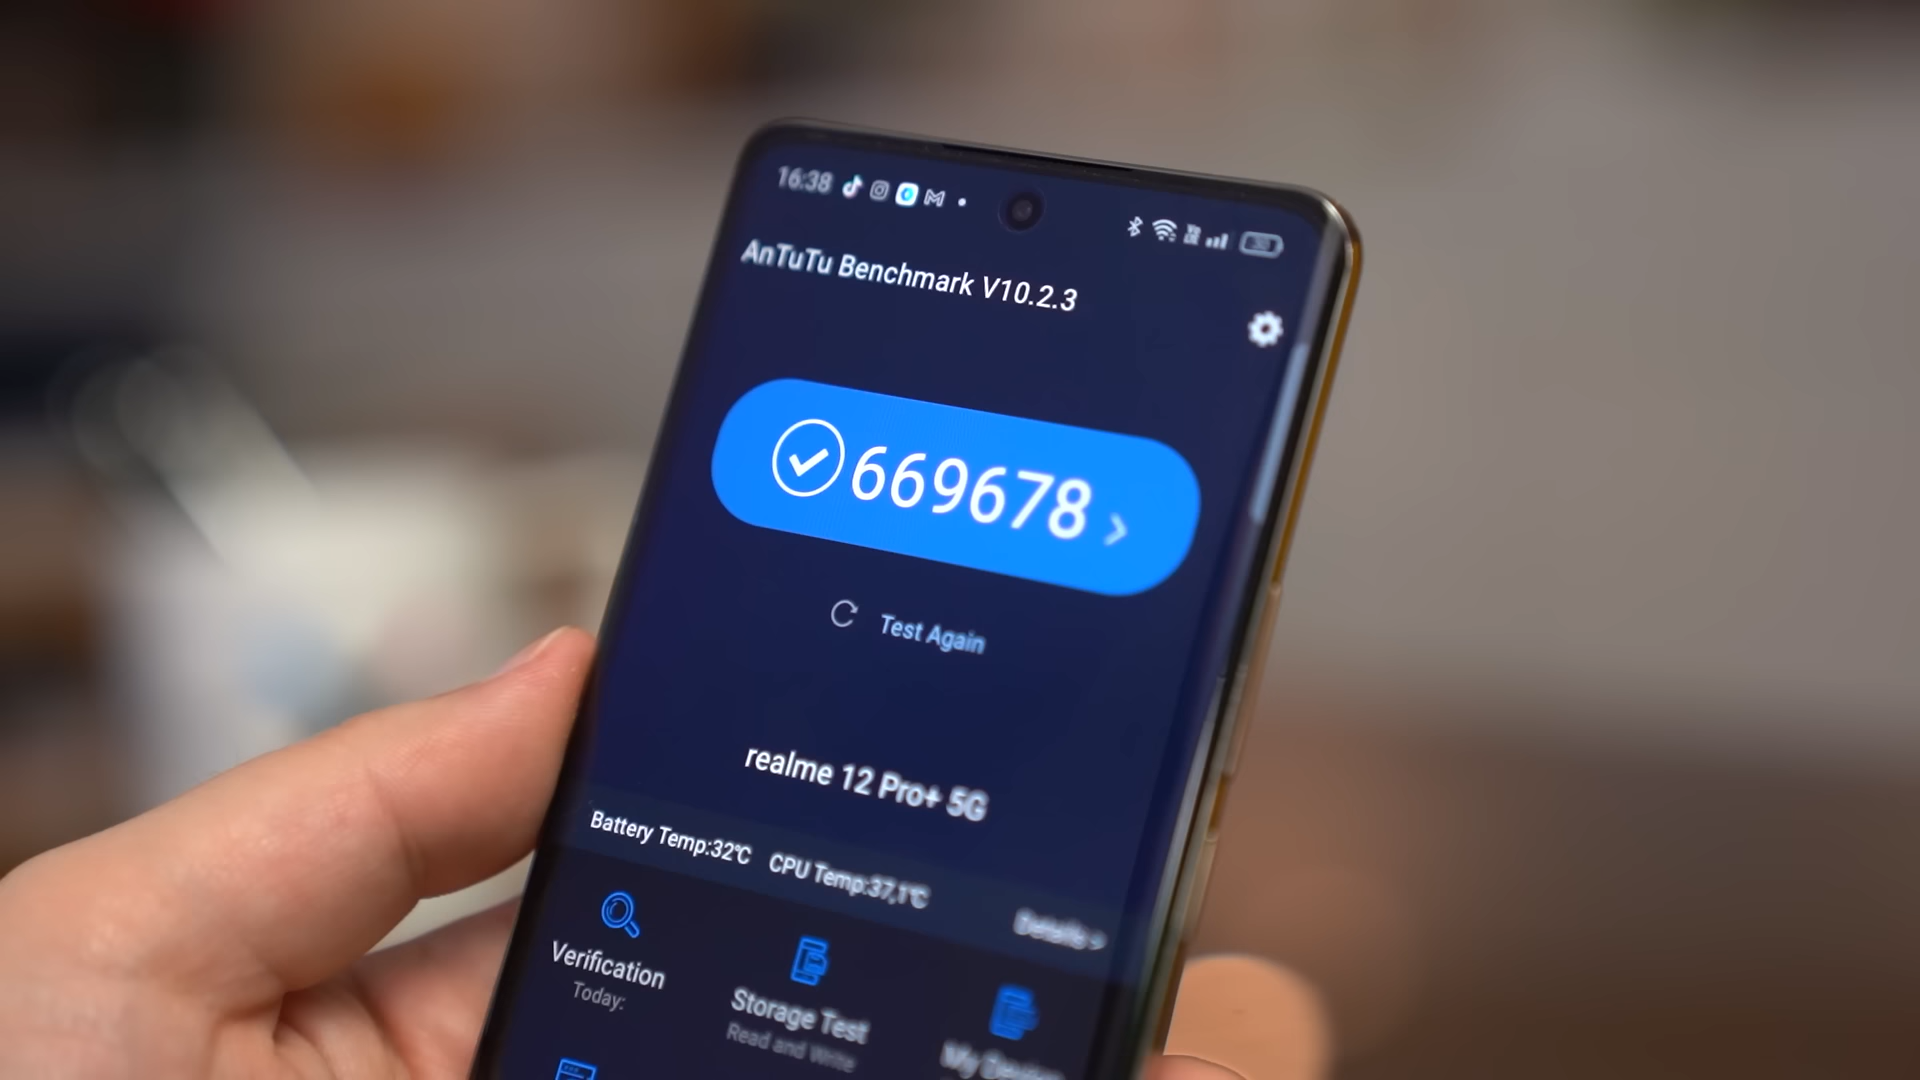 16:38
AnTuTu Benchmark V10.2.3
669678
Test Again
realme 12 Pro+ 5G
Battery Temp:32℃ CPU Temp:37,1℃
Details >
Verification
Today:
Storage Test
Read and Write
My Device